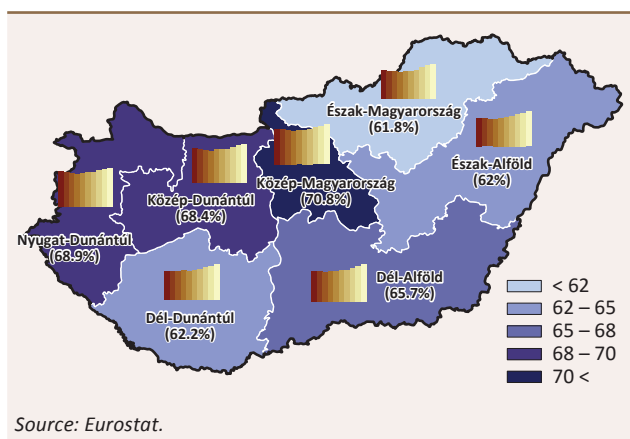 Észak-Magyarország
(61.8%)
Észak-Alföld
(62%)
Közép-Magyarország
(70.8%)
Közép-Dunántúl
(68.4%)
Nyugat-Dunántúl
(68.9%)
Dél-Alföld
(65.7%)
Dél-Dunántúl
(62.2%)
< 62
62 – 65
65 – 68
68 – 70
70 <
Source: Eurostat.